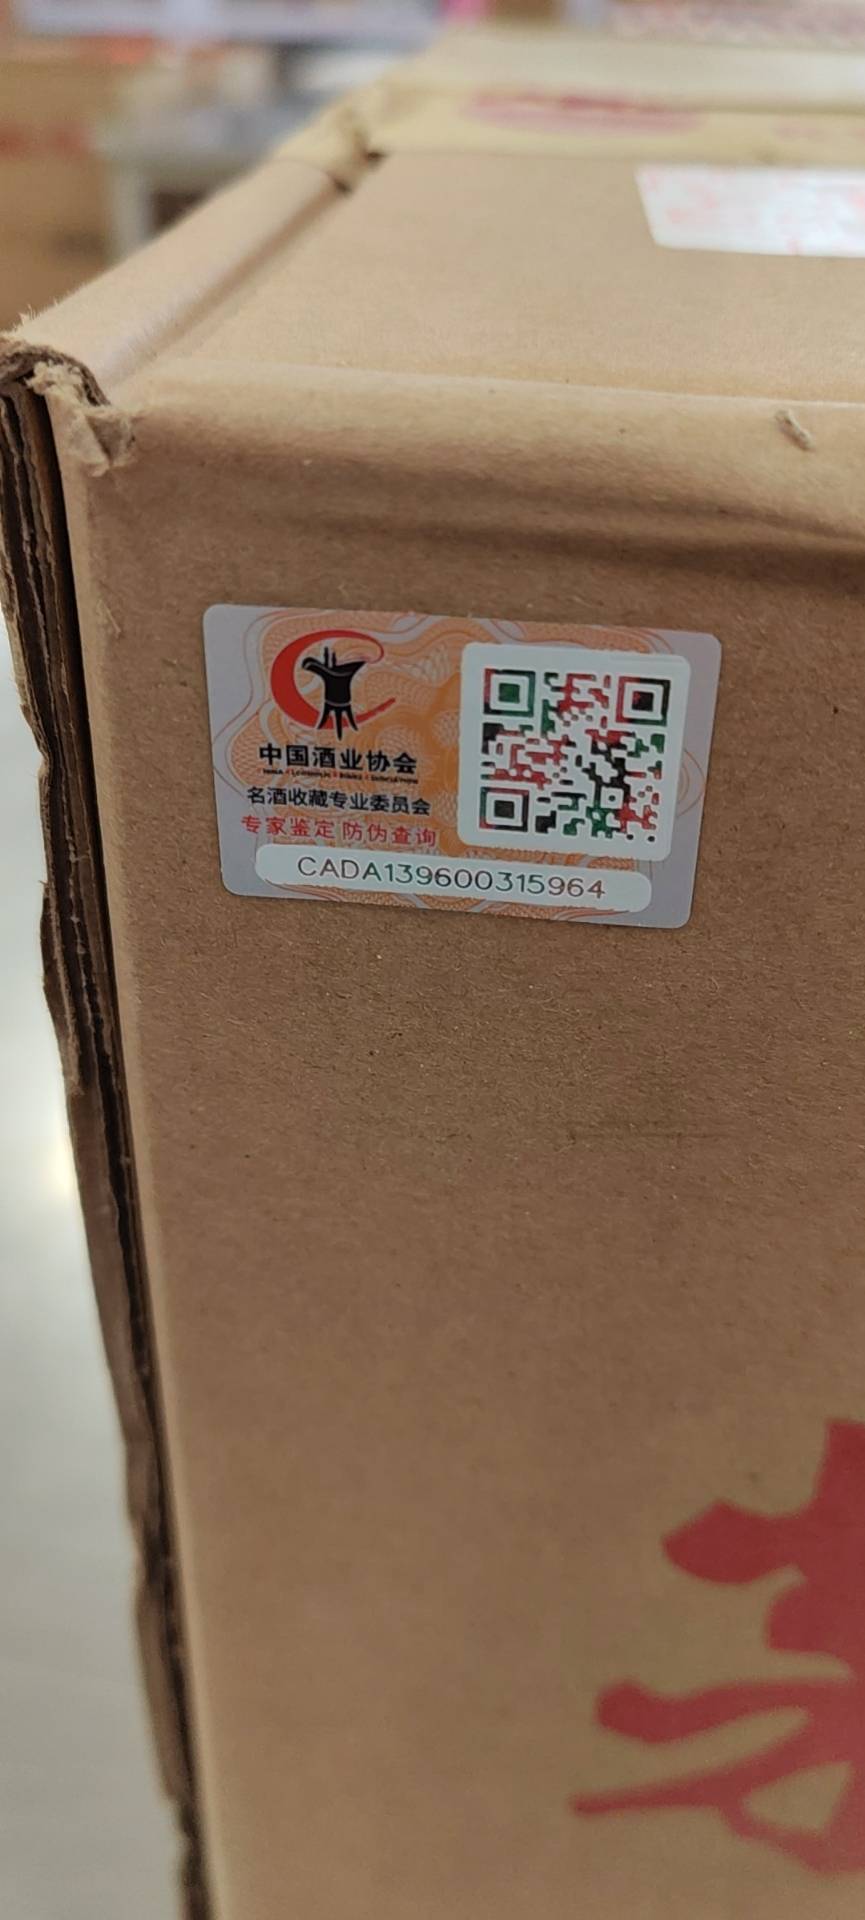 中国酒业协会
名酒收藏专业委员会
专家鉴定 防伪查询
CADA139600315964